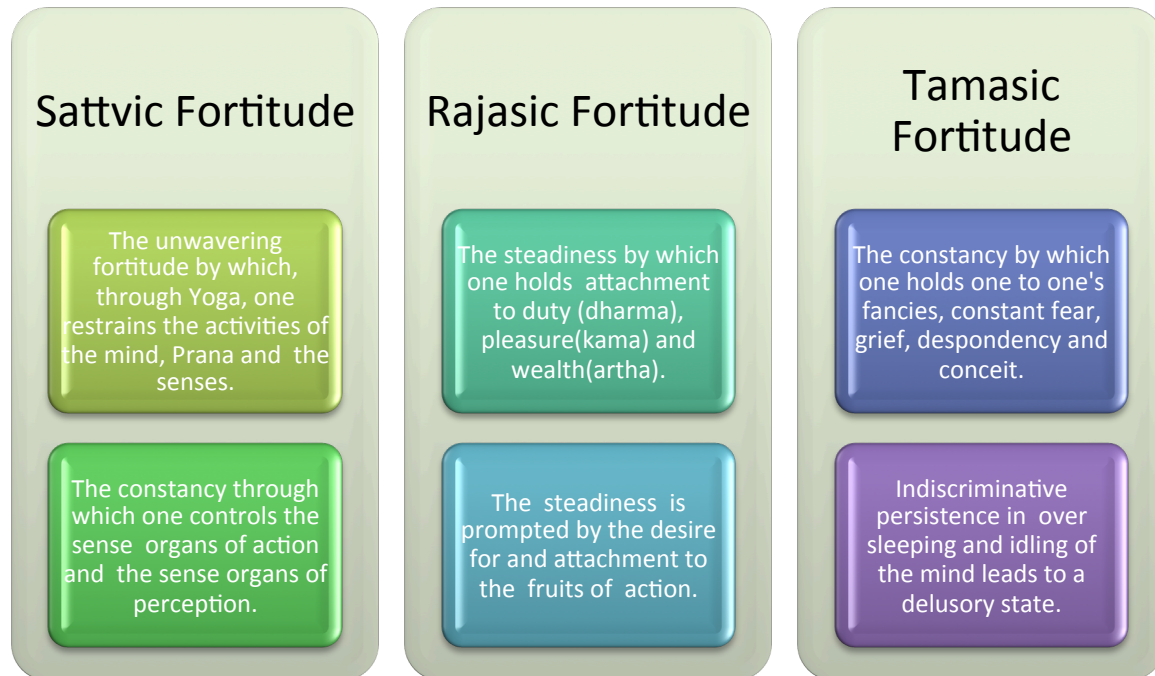 Sattvic Fortitude
The unwavering
fortitude by which,
through Yoga, one
restrains the activities of
the mind, Prana and the
senses.
The constancy through
which one controls the
sense organs of action
and the sense organs of
perception.
Rajasic Fortitude
The steadiness by which
one holds attachment
to duty (dharma),
pleasure(kama) and
wealth(artha).
The steadiness is
prompted by the desire
for and attachment to
the fruits of action.
Tamasic
Fortitude
The constancy by which
one holds one to one's
fancies, constant fear,
grief, despondency and
conceit.
Indiscriminative
persistence in over
sleeping and idling of
the mind leads to a
delusory state.